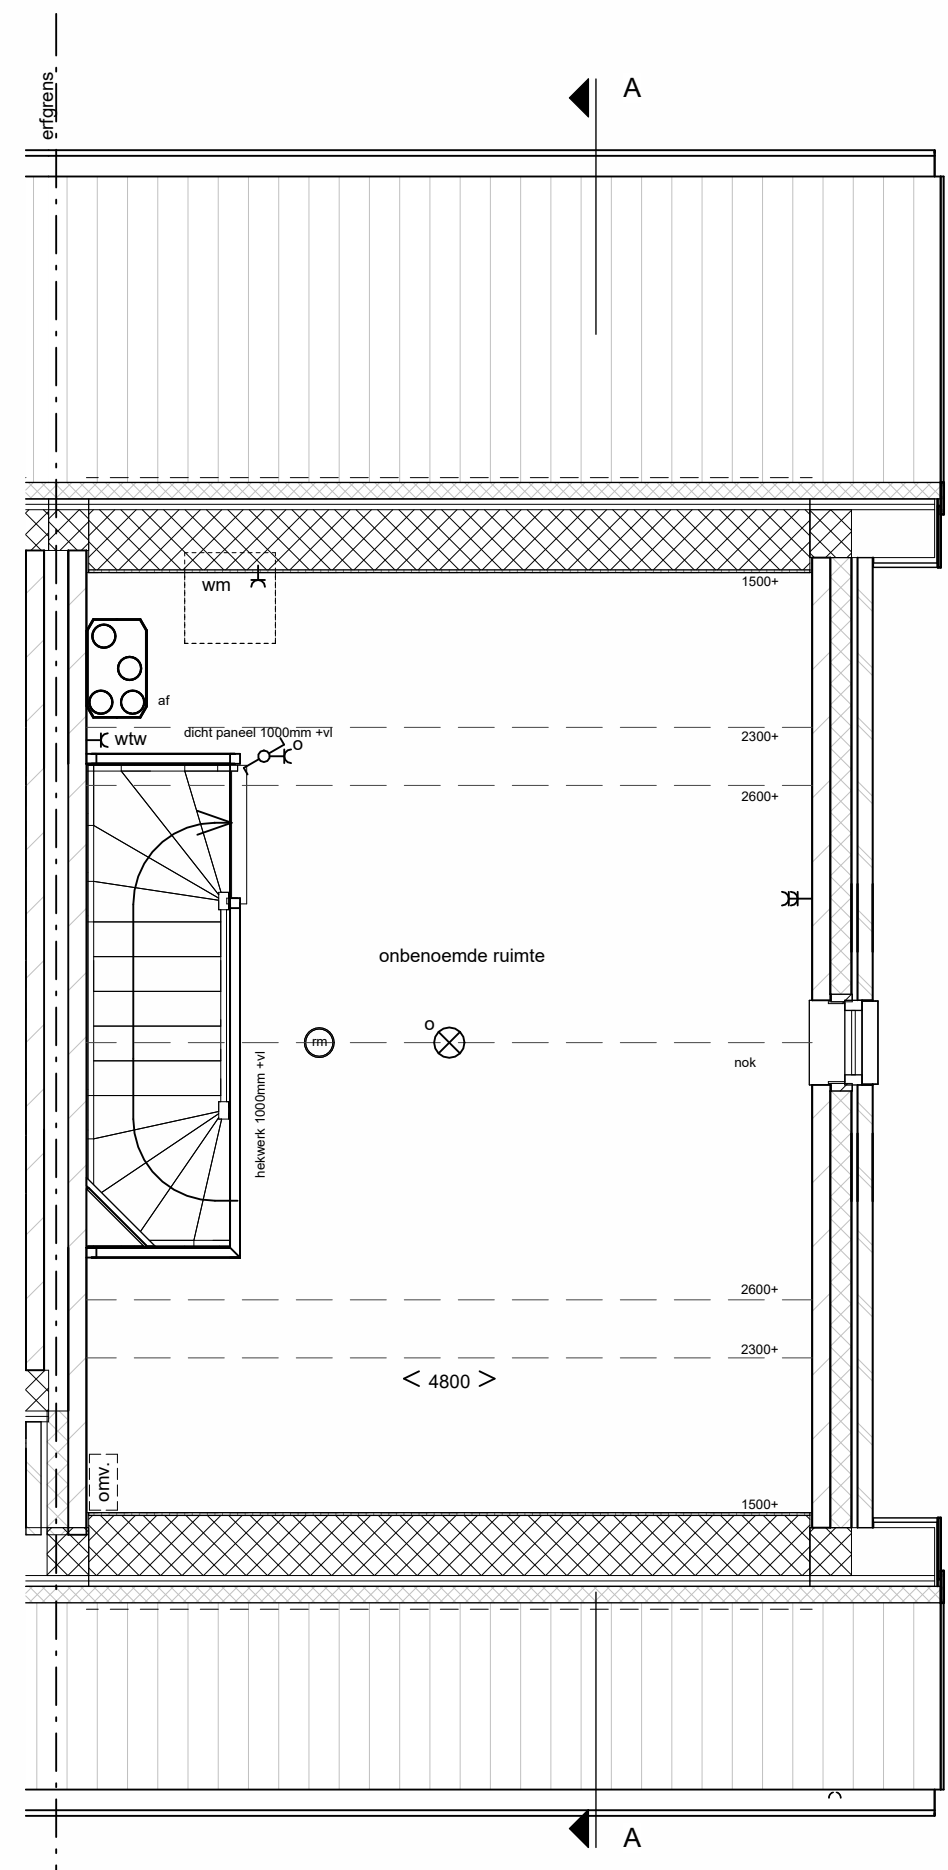 erfgrens
A
wm
1500+
af
dicht paneel 1000mm +vl
wtw
o
2300+
2600+
onbenoemde ruimte
o
rm
nok
hekwerk 1000mm +vl
2600+
2300+
< 4800 >
omv.
1500+
A